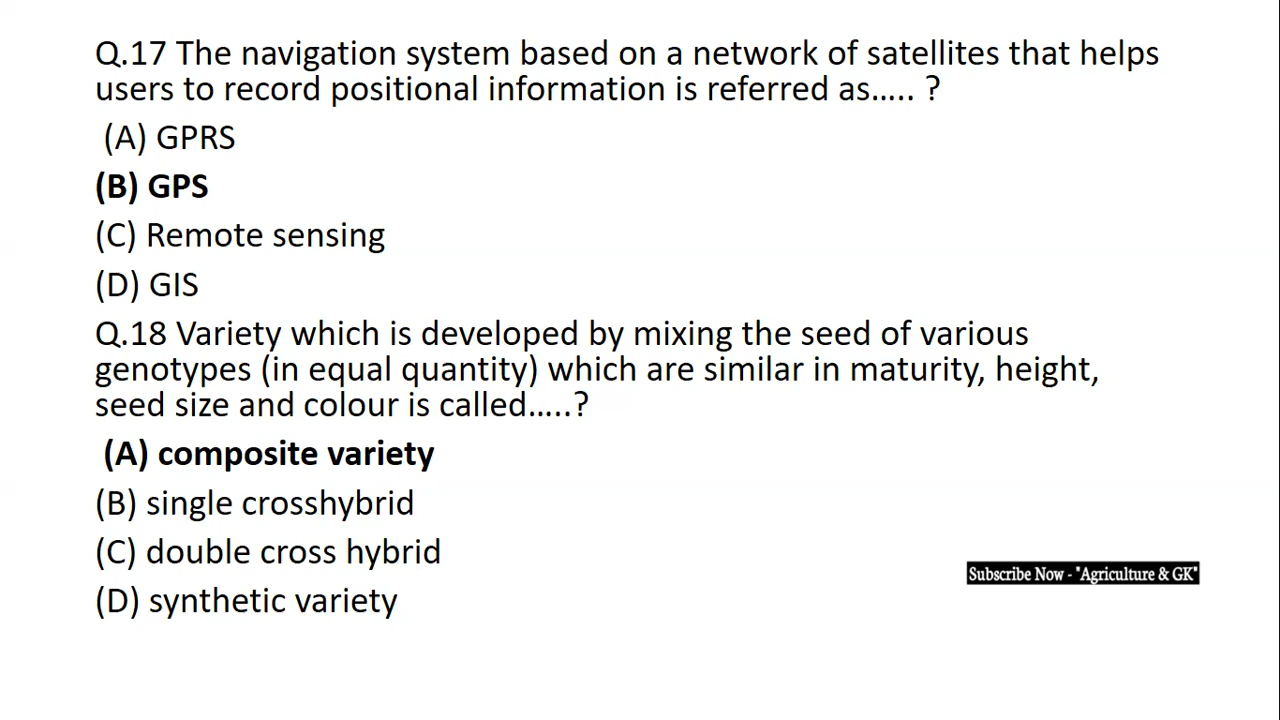 Q.17 The navigation system based on a network of satellites that helps
users to record positional information is referred as..... ?
(A) GPRS
(B) GPS
(C) Remote sensing
(D) GIS
Q.18 Variety which is developed by mixing the seed of various
genotypes (in equal quantity) which are similar in maturity, height,
seed size and colour is called.....?
(A) composite variety
(B) single crosshybrid
(C) double cross hybrid
(D) synthetic variety
Subscribe Now - "Agriculture & GK"